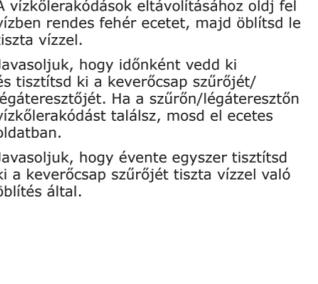 A vízkőlerakódások eltávolításához oldj fel
vízben rendes fehér ecetet, majd öblítsd le
tiszta vízzel.
Javasoljuk, hogy időnként vedd ki
és tisztítsd ki a keverőcsap szűrőjét/
légáteresztőjét. Ha a szűrőn/légáteresztőn
vízkőlerakódást találsz, mosd el ecetes
oldatban.
Javasoljuk, hogy évente egyszer tisztítsd
ki a keverőcsap szűrőjét tiszta vízzel való
öblítés által.